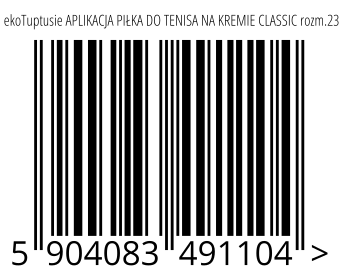 ekoTuptusie APLIKACJA PIŁKA DO TENISA NA KREMIE CLASSIC rozm.23
5 904083 491104 >